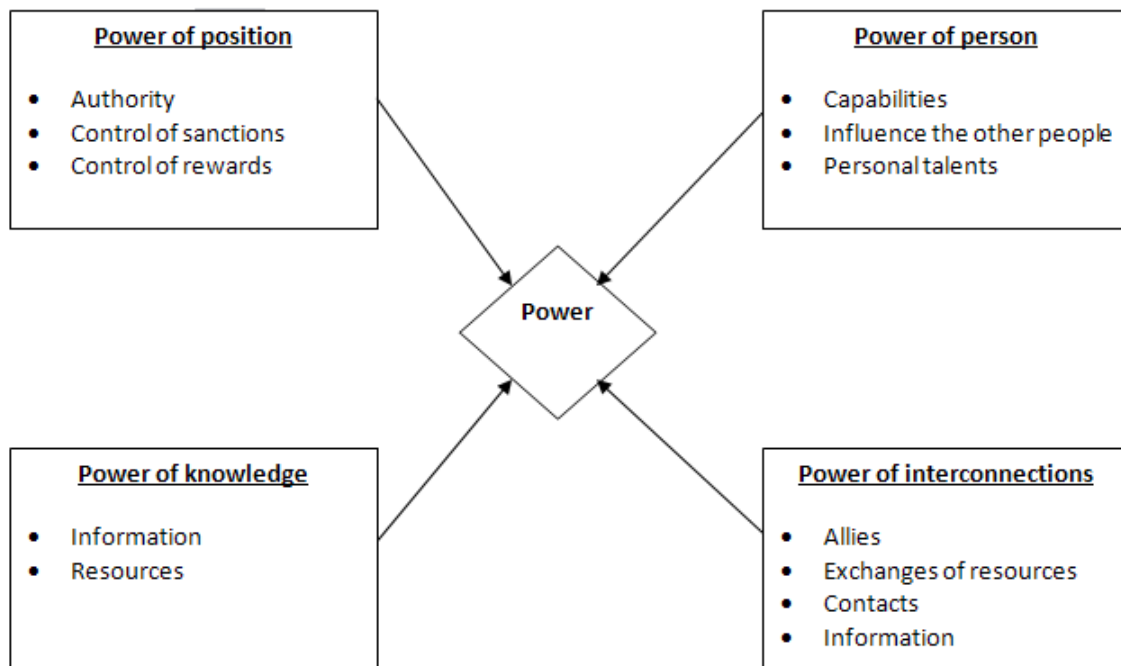 Power of position
• Authority
• Control of sanctions
• Control of rewards
Power of person
• Capabilities
• Influence the other people
• Personal talents
Power
Power of knowledge
• Information
• Resources
Power of interconnections
• Allies
• Exchanges of resources
• Contacts
• Information